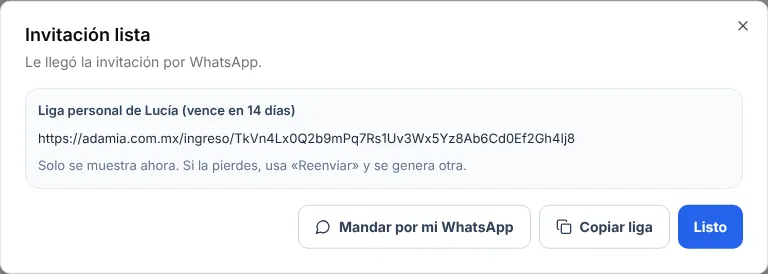 Invitación lista
Le llegó la invitación por WhatsApp.
Liga personal de Lucía (vence en 14 días)
https://adamia.com.mx/ingreso/TkVn4Lx0Q2b9mPq7Rs1Uv3Wx5Yz8Ab6Cd0Ef2Gh4Ij8
Solo se muestra ahora. Si la pierdes, usa «Reenviar» y se genera otra.
Mandar por mi WhatsApp
Copiar liga
Listo